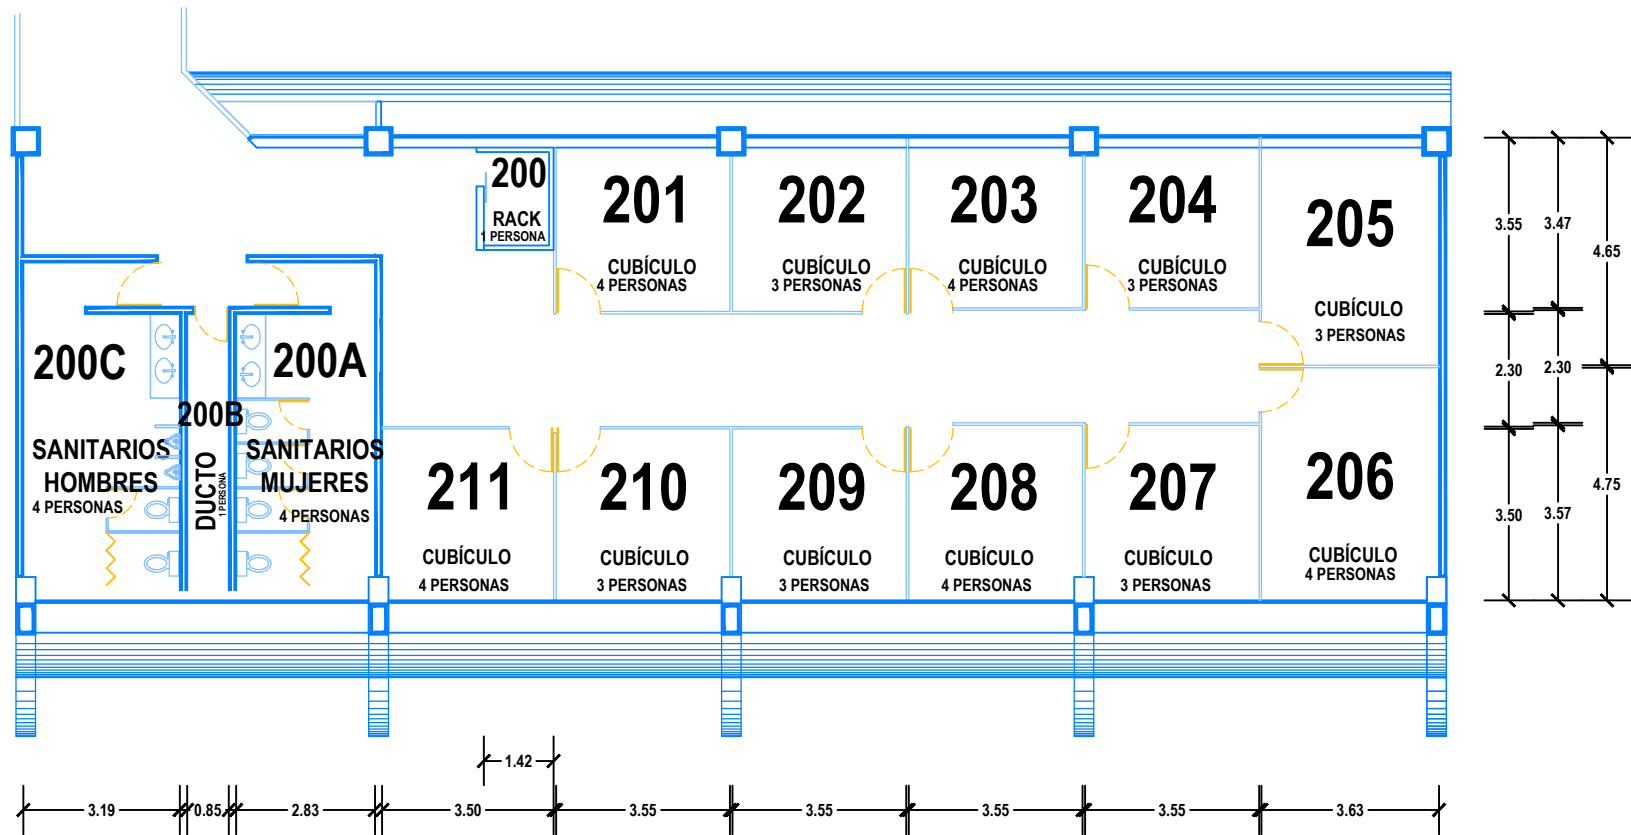 200
RACK
1 PERSONA
201
CUBÍCULO
4 PERSONAS
202
CUBÍCULO
3 PERSONAS
203
CUBÍCULO
4 PERSONAS
204
CUBÍCULO
3 PERSONAS
205
CUBÍCULO
3 PERSONAS
200C
SANITARIOS
HOMBRES
4 PERSONAS
200B
DUCTO
1 PERSONA
200A
SANITARIOS
MUJERES
4 PERSONAS
211
CUBÍCULO
4 PERSONAS
210
CUBÍCULO
3 PERSONAS
209
CUBÍCULO
3 PERSONAS
208
CUBÍCULO
4 PERSONAS
207
CUBÍCULO
3 PERSONAS
206
CUBÍCULO
4 PERSONAS
3.55
3.47
4.65
2.30
2.30
4.75
3.50
3.57
1.42
3.19
0.85
2.83
3.50
3.55
3.55
3.55
3.55
3.63